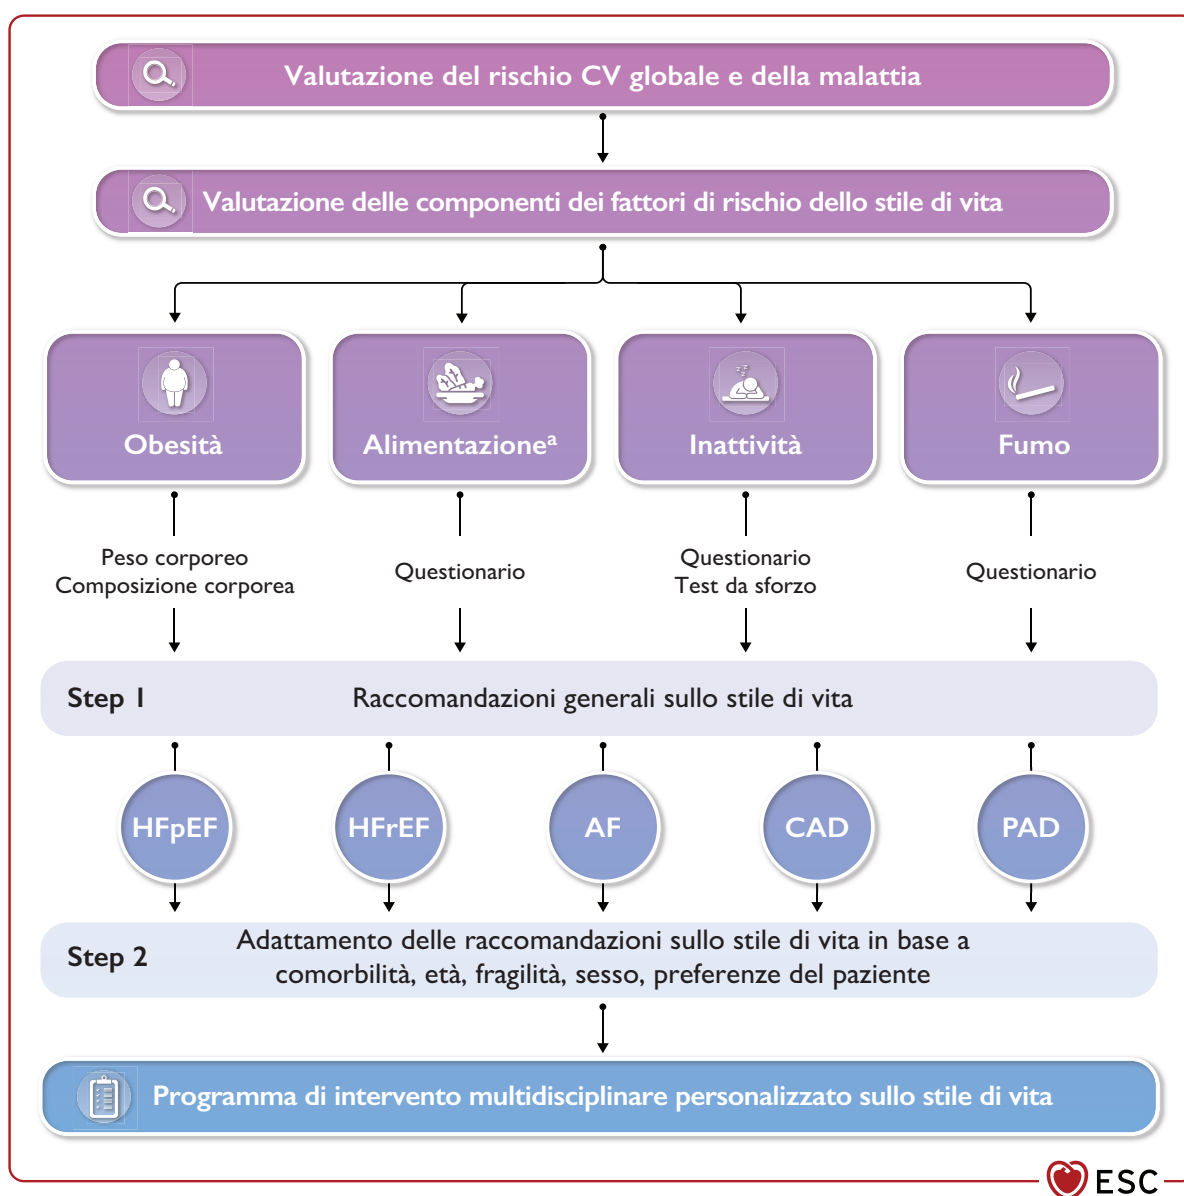 Valutazione del rischio CV globale e della malattia
Valutazione delle componenti dei fattori di rischio dello stile di vita
Obesità
Alimentazioneª
Inattività
Fumo
Peso corporeo
Composizione corporea
Questionario
Questionario
Test da sforzo
Questionario
Step 1
Raccomandazioni generali sullo stile di vita
HFpEF
HFrEF
AF
CAD
PAD
Step 2
Adattamento delle raccomandazioni sullo stile di vita in base a
comorbilità, età, fragilità, sesso, preferenze del paziente
Programma di intervento multidisciplinare personalizzato sullo stile di vita
ESC